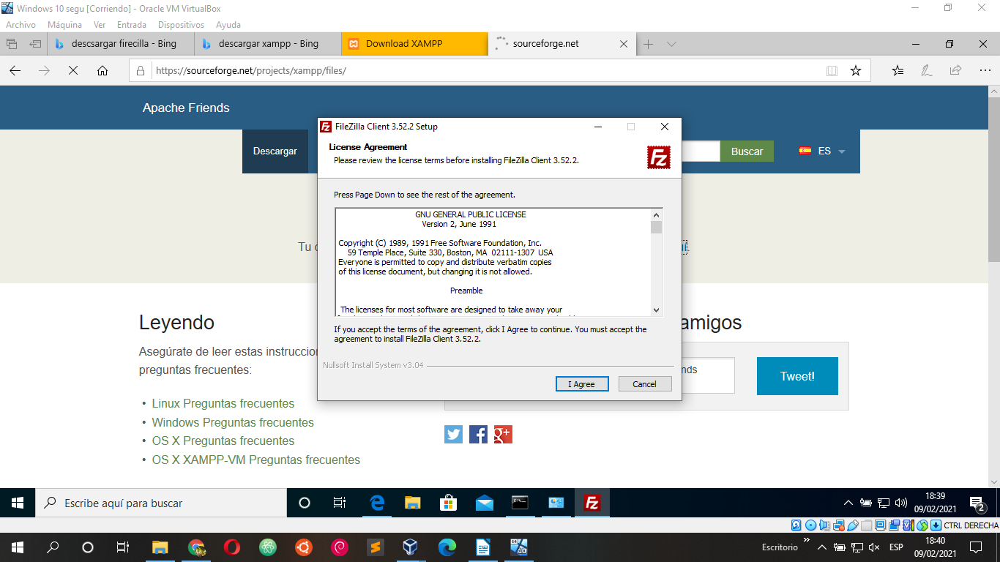 Windows 10 segu [Corriendo] - Oracle VM VirtualBox
Archivo Máquina Ver Entrada Dispositivos Ayuda
descsargar firecilla - Bing
descargar xampp - Bing
Download XAMPP
sourceforge.net
https://sourceforge.net/projects/xampp/files/
Apache Friends
Descargar
Buscar
ES
Fz FileZilla Client 3.52.2 Setup
License Agreement
Please review the license terms before installing FileZilla Client 3.52.2.
Fz
Press Page Down to see the rest of the agreement.
GNU GENERAL PUBLIC LICENSE
Version 2, June 1991
Copyright (C) 1989, 1991 Free Software Foundation, Inc.
59 Temple Place, Suite 330, Boston, MA 02111-1307 USA
Everyone is permitted to copy and distribute verbatim copies
of this license document, but changing it is not allowed.
Preamble
The licenses for most software are designed to take away your
If you accept the terms of the agreement, click I Agree to continue. You must accept the
agreement to install FileZilla Client 3.52.2.
Nullsoft Install System v3.04
I Agree
Cancel
Tu
Leyendo
amigos
Asegúrate de leer estas instruccion
preguntas frecuentes:
nds
Tweet!
• Linux Preguntas frecuentes
• Windows Preguntas frecuentes
• OS X Preguntas frecuentes
• OS X XAMPP-VM Preguntas frecuentes
Escribe aquí para buscar
18:39
09/02/2021
2
CTRL DERECHA
Escritorio
ESP
18:40
09/02/2021